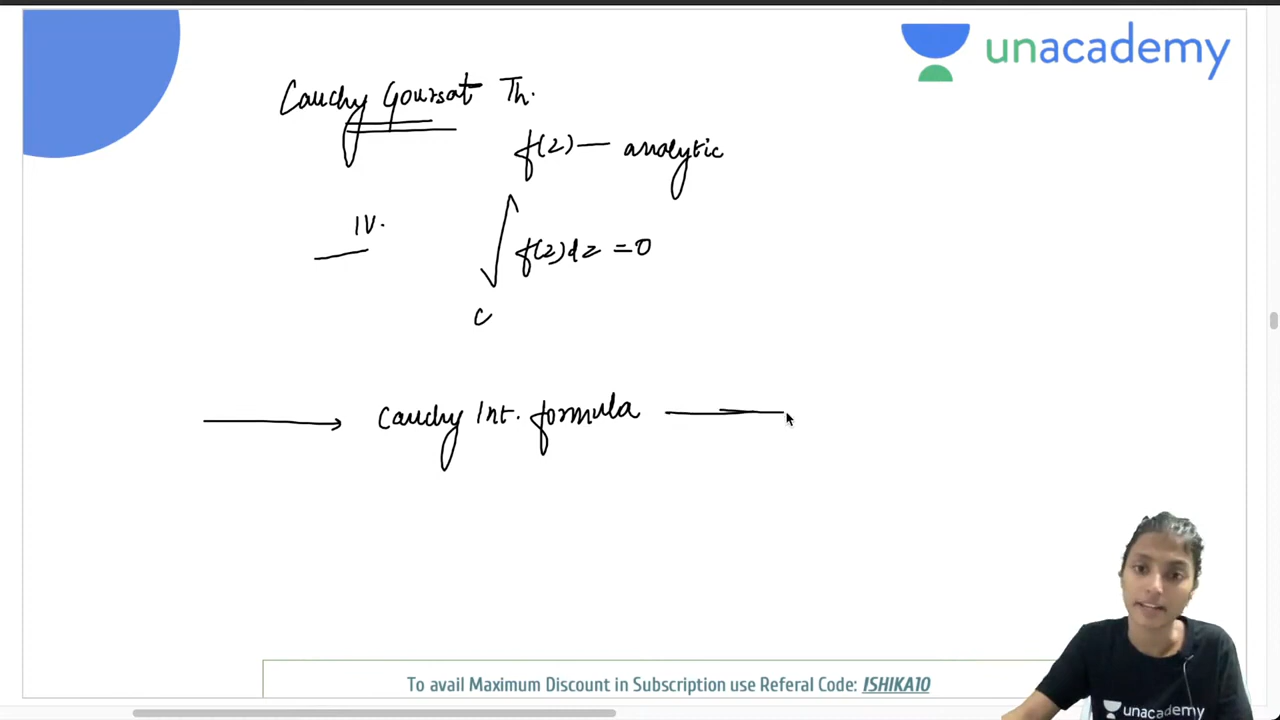 unacademy
Cauchy Goursat Th.
f(z) — analytic
IV.
∫ f(z)dz = 0
C
Cauchy Int. formula
To avail Maximum Discount in Subscription use Referal Code: ISHIKA10
unacademy